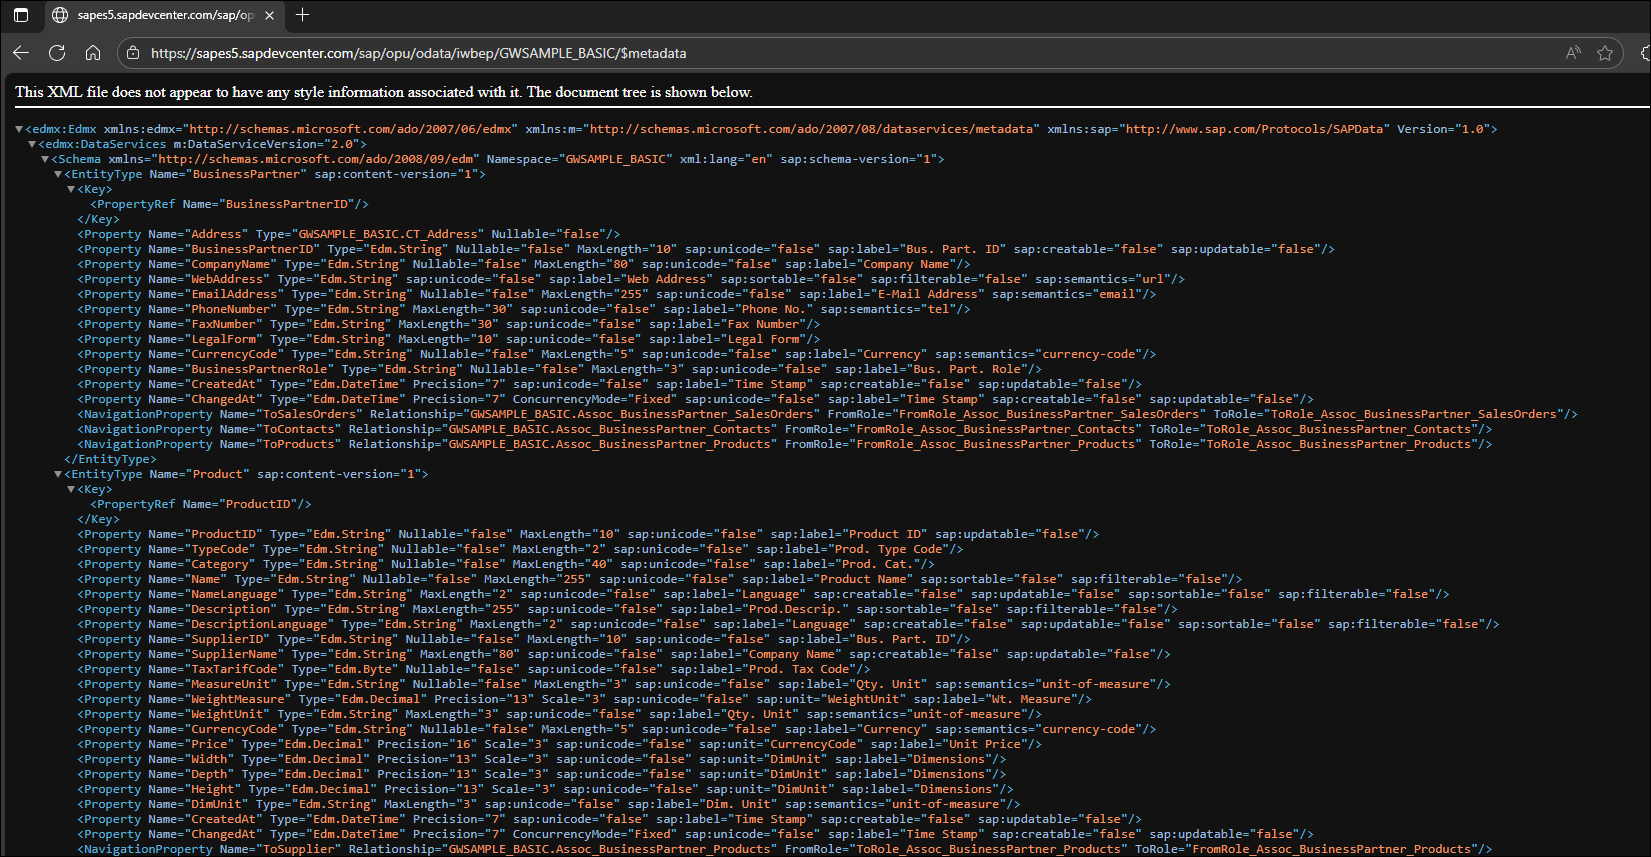 sapes5.sapdevcenter.com/sap/op
https://sapes5.sapdevcenter.com/sap/opu/odata/iwbep/GWSAMPLE_BASIC/$metadata
This XML file does not appear to have any style information associated with it. The document tree is shown below.
<edmx:Edmx xmlns:edmx="http://schemas.microsoft.com/ado/2007/06/edmx" xmlns:m="http://schemas.microsoft.com/ado/2007/08/dataservices/metadata" xmlns:sap="http://www.sap.com/Protocols/SAPData" Version="1.0">
<edmx:DataServices m:DataServiceVersion="2.0">
<Schema xmlns="http://schemas.microsoft.com/ado/2008/09/edm" Namespace="GWSAMPLE_BASIC" xml:lang="en" sap:schema-version="1">
<EntityType Name="BusinessPartner" sap:content-version="1">
<Key>
<PropertyRef Name="BusinessPartnerID"/>
</Key>
<Property Name="Address" Type="GWSAMPLE_BASIC.CT_Address" Nullable="false"/>
<Property Name="BusinessPartnerID" Type="Edm.String" Nullable="false" MaxLength="10" sap:unicode="false" sap:label="Bus. Part. ID" sap:creatable="false" sap:updatable="false"/>
<Property Name="CompanyName" Type="Edm.String" Nullable="false" MaxLength="80" sap:unicode="false" sap:label="Company Name"/>
<Property Name="WebAddress" Type="Edm.String" sap:unicode="false" sap:label="Web Address" sap:sortable="false" sap:filterable="false" sap:semantics="url"/>
<Property Name="EmailAddress" Type="Edm.String" Nullable="false" MaxLength="255" sap:unicode="false" sap:label="E-Mail Address" sap:semantics="email"/>
<Property Name="PhoneNumber" Type="Edm.String" MaxLength="30" sap:unicode="false" sap:label="Phone No." sap:semantics="tel"/>
<Property Name="FaxNumber" Type="Edm.String" MaxLength="30" sap:unicode="false" sap:label="Fax Number"/>
<Property Name="LegalForm" Type="Edm.String" MaxLength="10" sap:unicode="false" sap:label="Legal Form"/>
<Property Name="CurrencyCode" Type="Edm.String" Nullable="false" MaxLength="5" sap:unicode="false" sap:label="Currency" sap:semantics="currency-code"/>
<Property Name="BusinessPartnerRole" Type="Edm.String" Nullable="false" MaxLength="3" sap:unicode="false" sap:label="Bus. Part. Role"/>
<Property Name="CreatedAt" Type="Edm.DateTime" Precision="7" sap:unicode="false" sap:label="Time Stamp" sap:creatable="false" sap:updatable="false"/>
<Property Name="ChangedAt" Type="Edm.DateTime" Precision="7" ConcurrencyMode="Fixed" sap:unicode="false" sap:label="Time Stamp" sap:creatable="false" sap:updatable="false"/>
<NavigationProperty Name="ToSalesOrders" Relationship="GWSAMPLE_BASIC.Assoc_BusinessPartner_SalesOrders" FromRole="FromRole_Assoc_BusinessPartner_SalesOrders" ToRole="ToRole_Assoc_BusinessPartner_SalesOrders"/>
<NavigationProperty Name="ToContacts" Relationship="GWSAMPLE_BASIC.Assoc_BusinessPartner_Contacts" FromRole="FromRole_Assoc_BusinessPartner_Contacts" ToRole="ToRole_Assoc_BusinessPartner_Contacts"/>
<NavigationProperty Name="ToProducts" Relationship="GWSAMPLE_BASIC.Assoc_BusinessPartner_Products" FromRole="FromRole_Assoc_BusinessPartner_Products" ToRole="ToRole_Assoc_BusinessPartner_Products"/>
</EntityType>
<EntityType Name="Product" sap:content-version="1">
<Key>
<PropertyRef Name="ProductID"/>
</Key>
<Property Name="ProductID" Type="Edm.String" Nullable="false" MaxLength="10" sap:unicode="false" sap:label="Product ID" sap:updatable="false"/>
<Property Name="TypeCode" Type="Edm.String" Nullable="false" MaxLength="2" sap:unicode="false" sap:label="Prod. Type Code"/>
<Property Name="Category" Type="Edm.String" Nullable="false" MaxLength="40" sap:unicode="false" sap:label="Prod. Cat."/>
<Property Name="Name" Type="Edm.String" Nullable="false" MaxLength="255" sap:unicode="false" sap:label="Product Name" sap:sortable="false" sap:filterable="false"/>
<Property Name="NameLanguage" Type="Edm.String" MaxLength="2" sap:unicode="false" sap:label="Language" sap:creatable="false" sap:updatable="false" sap:sortable="false" sap:filterable="false"/>
<Property Name="Description" Type="Edm.String" MaxLength="255" sap:unicode="false" sap:label="Prod.Descrip." sap:sortable="false" sap:filterable="false"/>
<Property Name="DescriptionLanguage" Type="Edm.String" MaxLength="2" sap:unicode="false" sap:label="Language" sap:creatable="false" sap:updatable="false" sap:sortable="false" sap:filterable="false"/>
<Property Name="SupplierID" Type="Edm.String" Nullable="false" MaxLength="10" sap:unicode="false" sap:label="Bus. Part. ID"/>
<Property Name="SupplierName" Type="Edm.String" MaxLength="80" sap:unicode="false" sap:label="Company Name" sap:creatable="false" sap:updatable="false"/>
<Property Name="TaxTarifCode" Type="Edm.Byte" Nullable="false" sap:unicode="false" sap:label="Prod. Tax Code"/>
<Property Name="MeasureUnit" Type="Edm.String" Nullable="false" MaxLength="3" sap:unicode="false" sap:label="Qty. Unit" sap:semantics="unit-of-measure"/>
<Property Name="WeightMeasure" Type="Edm.Decimal" Precision="13" Scale="3" sap:unicode="false" sap:unit="WeightUnit" sap:label="Wt. Measure"/>
<Property Name="WeightUnit" Type="Edm.String" MaxLength="3" sap:unicode="false" sap:label="Qty. Unit" sap:semantics="unit-of-measure"/>
<Property Name="CurrencyCode" Type="Edm.String" Nullable="false" MaxLength="5" sap:unicode="false" sap:label="Currency" sap:semantics="currency-code"/>
<Property Name="Price" Type="Edm.Decimal" Precision="16" Scale="3" sap:unicode="false" sap:unit="CurrencyCode" sap:label="Unit Price"/>
<Property Name="Width" Type="Edm.Decimal" Precision="13" Scale="3" sap:unicode="false" sap:unit="DimUnit" sap:label="Dimensions"/>
<Property Name="Depth" Type="Edm.Decimal" Precision="13" Scale="3" sap:unicode="false" sap:unit="DimUnit" sap:label="Dimensions"/>
<Property Name="Height" Type="Edm.Decimal" Precision="13" Scale="3" sap:unicode="false" sap:unit="DimUnit" sap:label="Dimensions"/>
<Property Name="DimUnit" Type="Edm.String" MaxLength="3" sap:unicode="false" sap:label="Dim. Unit" sap:semantics="unit-of-measure"/>
<Property Name="CreatedAt" Type="Edm.DateTime" Precision="7" sap:unicode="false" sap:label="Time Stamp" sap:creatable="false" sap:updatable="false"/>
<Property Name="ChangedAt" Type="Edm.DateTime" Precision="7" ConcurrencyMode="Fixed" sap:unicode="false" sap:label="Time Stamp" sap:creatable="false" sap:updatable="false"/>
<NavigationProperty Name="ToSupplier" Relationship="GWSAMPLE_BASIC.Assoc_BusinessPartner_Products" FromRole="ToRole_Assoc_BusinessPartner_Products" ToRole="FromRole_Assoc_BusinessPartner_Products"/>